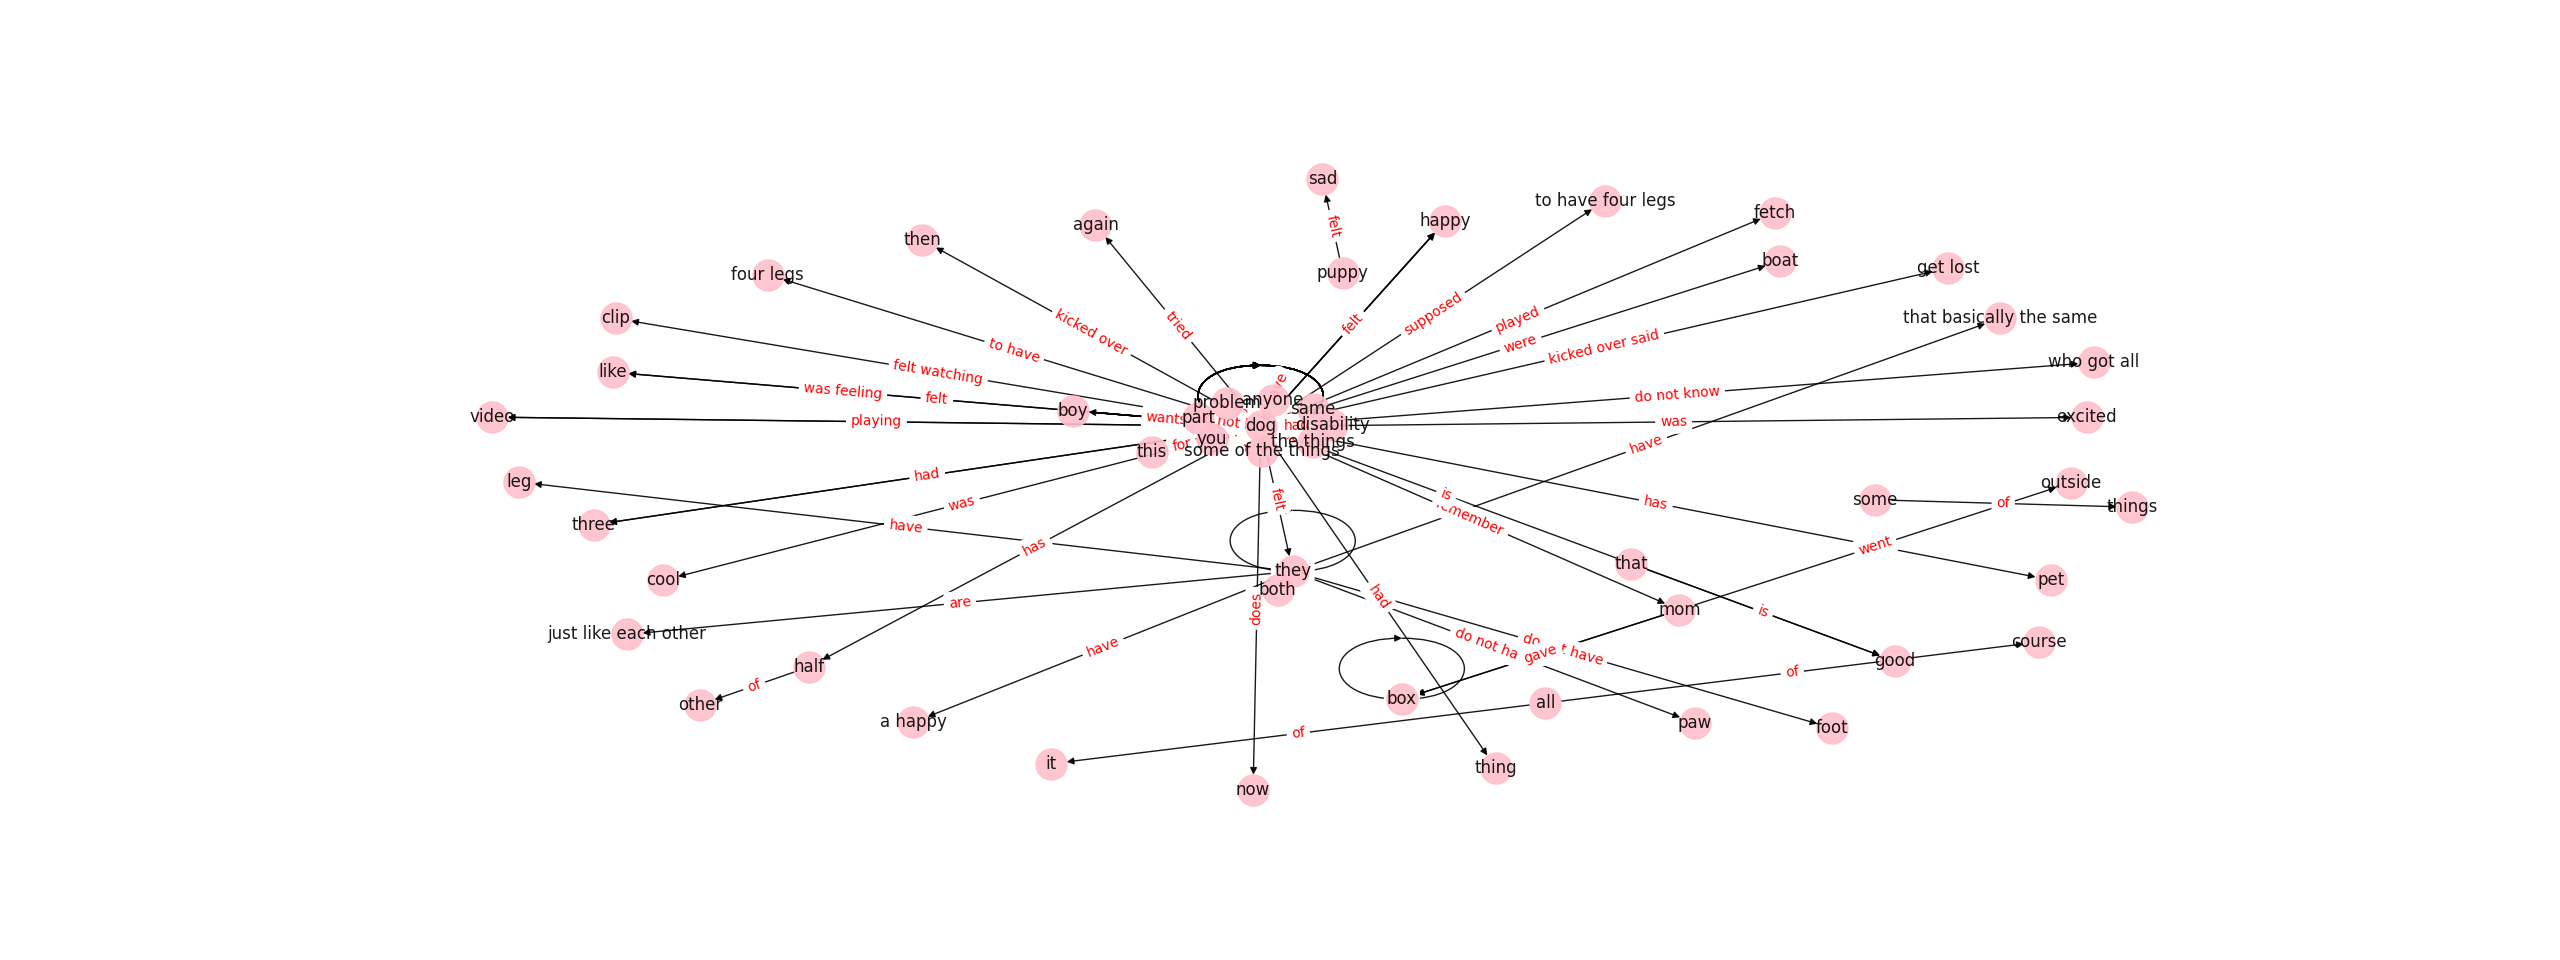 sad
to have four legs
happy
fetch
again
felt
then
boat
get lost
puppy
four legs
supposed
clip
played
that basically the same
felt
tried
kicked over
were
kicked over said
to have
who got all
like
felt watching
was feeling
felt
do not know
problem
anyone
same
boy
video
playing
wants
part
not
dog
disability
was
excited
you
the things
this
for
some of the things
have
had
leg
is
has
some
of
outside
things
was
felt
three
have
went
has
that
they
cool
pet
both
had
are
does
mom
is
just like each other
do not
have
do
gave
have
course
half
good
of
of
other
box
all
a happy
paw
foot
of
it
thing
now